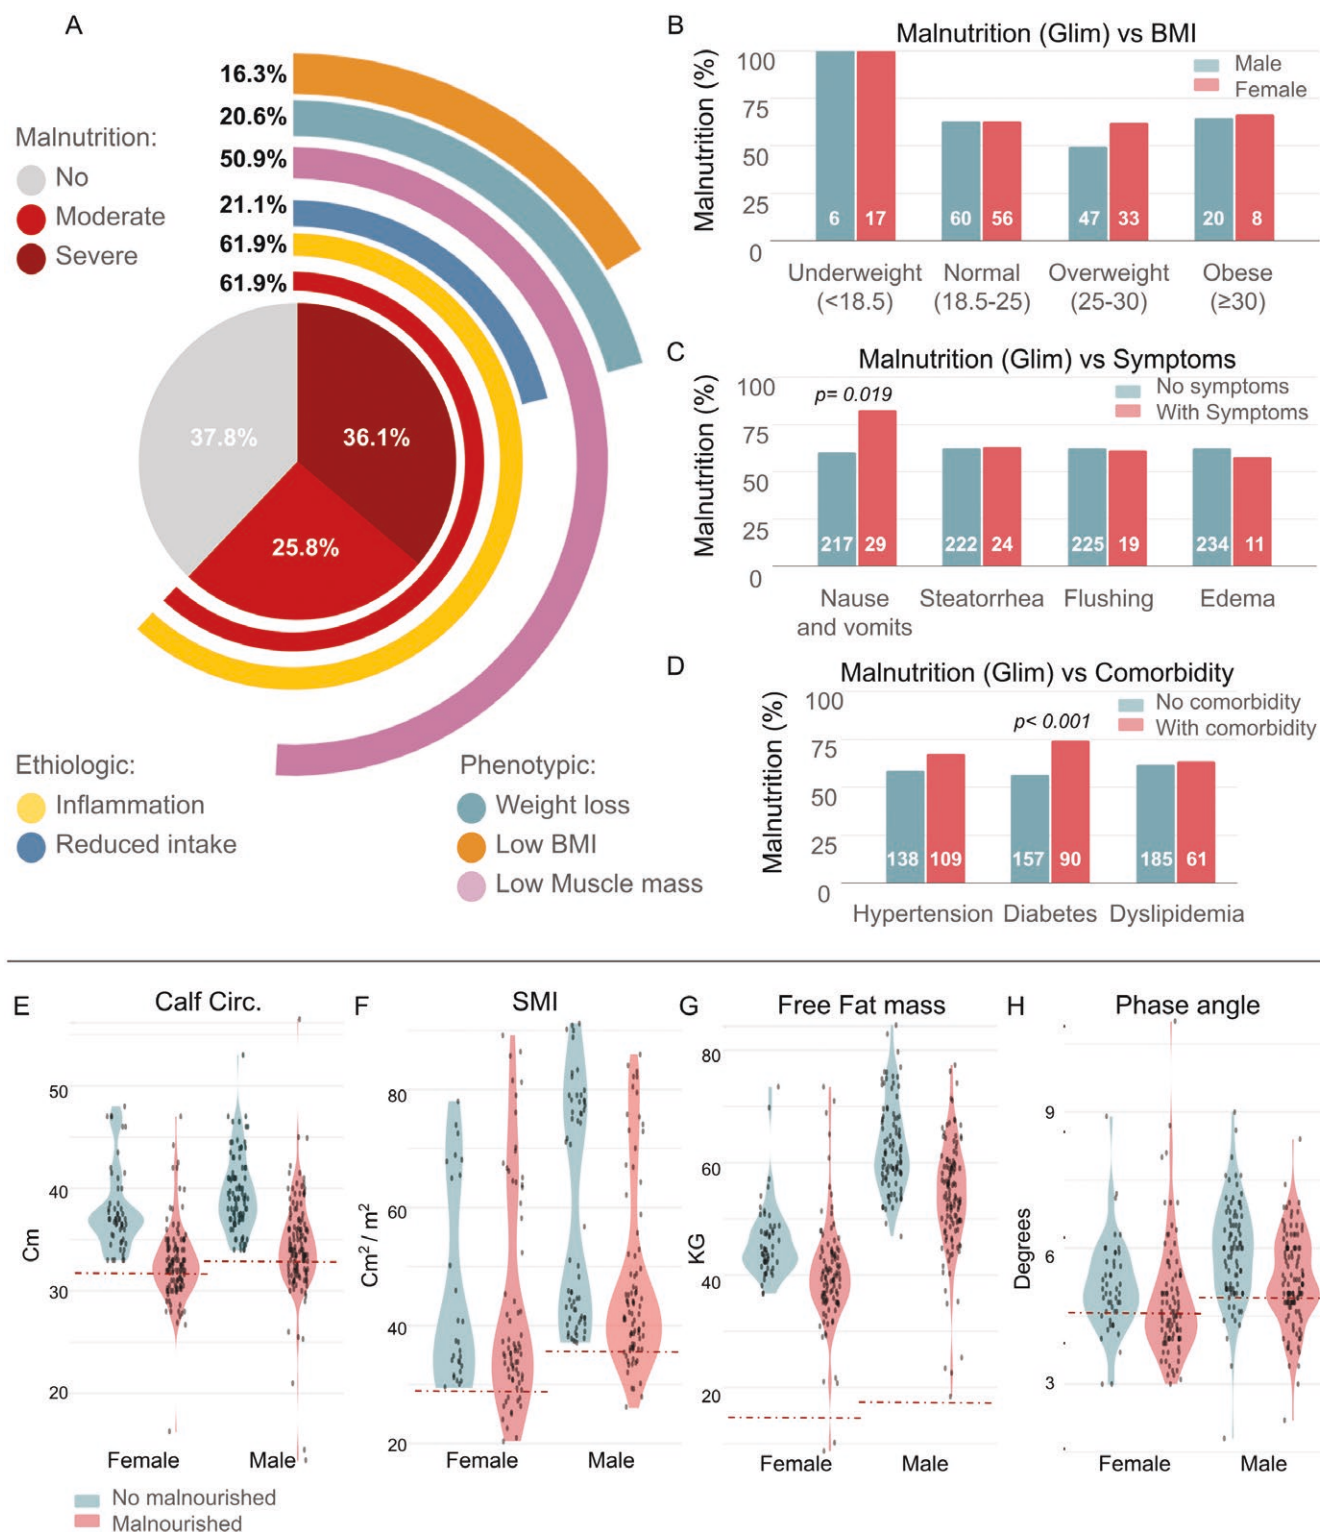 A
16.3%
20.6%
50.9%
21.1%
61.9%
61.9%
Malnutrition:
No
Moderate
Severe
37.8%
36.1%
25.8%
Ethiologic:
Inflammation
Reduced intake
Phenotypic:
Weight loss
Low BMI
Low Muscle mass
B
Malnutrition (Glim) vs BMI
Malnutrition (%)
100
75
50
25
0
Male
Female
6 17 60 56 47 33 20 8
Underweight Normal Overweight Obese
(<18.5) (18.5-25) (25-30) (≥30)
C
Malnutrition (Glim) vs Symptoms
Malnutrition (%)
100
75
50
25
0
No symptoms
With Symptoms
p= 0.019
217 29 222 24 225 19 234 11
Nause Steatorrhea Flushing Edema
and vomits
D
Malnutrition (Glim) vs Comorbidity
Malnutrition (%)
100
75
50
25
0
No comorbidity
With comorbidity
p< 0.001
138 109 157 90 185 61
Hypertension Diabetes Dyslipidemia
E
Calf Circ.
Cm
50
40
30
20
Female Male
No malnourished
Malnourished
F
SMI
Cm² / m²
80
60
40
20
Female Male
G
Free Fat mass
KG
80
60
40
20
Female Male
H
Phase angle
Degrees
9
6
3
Female Male